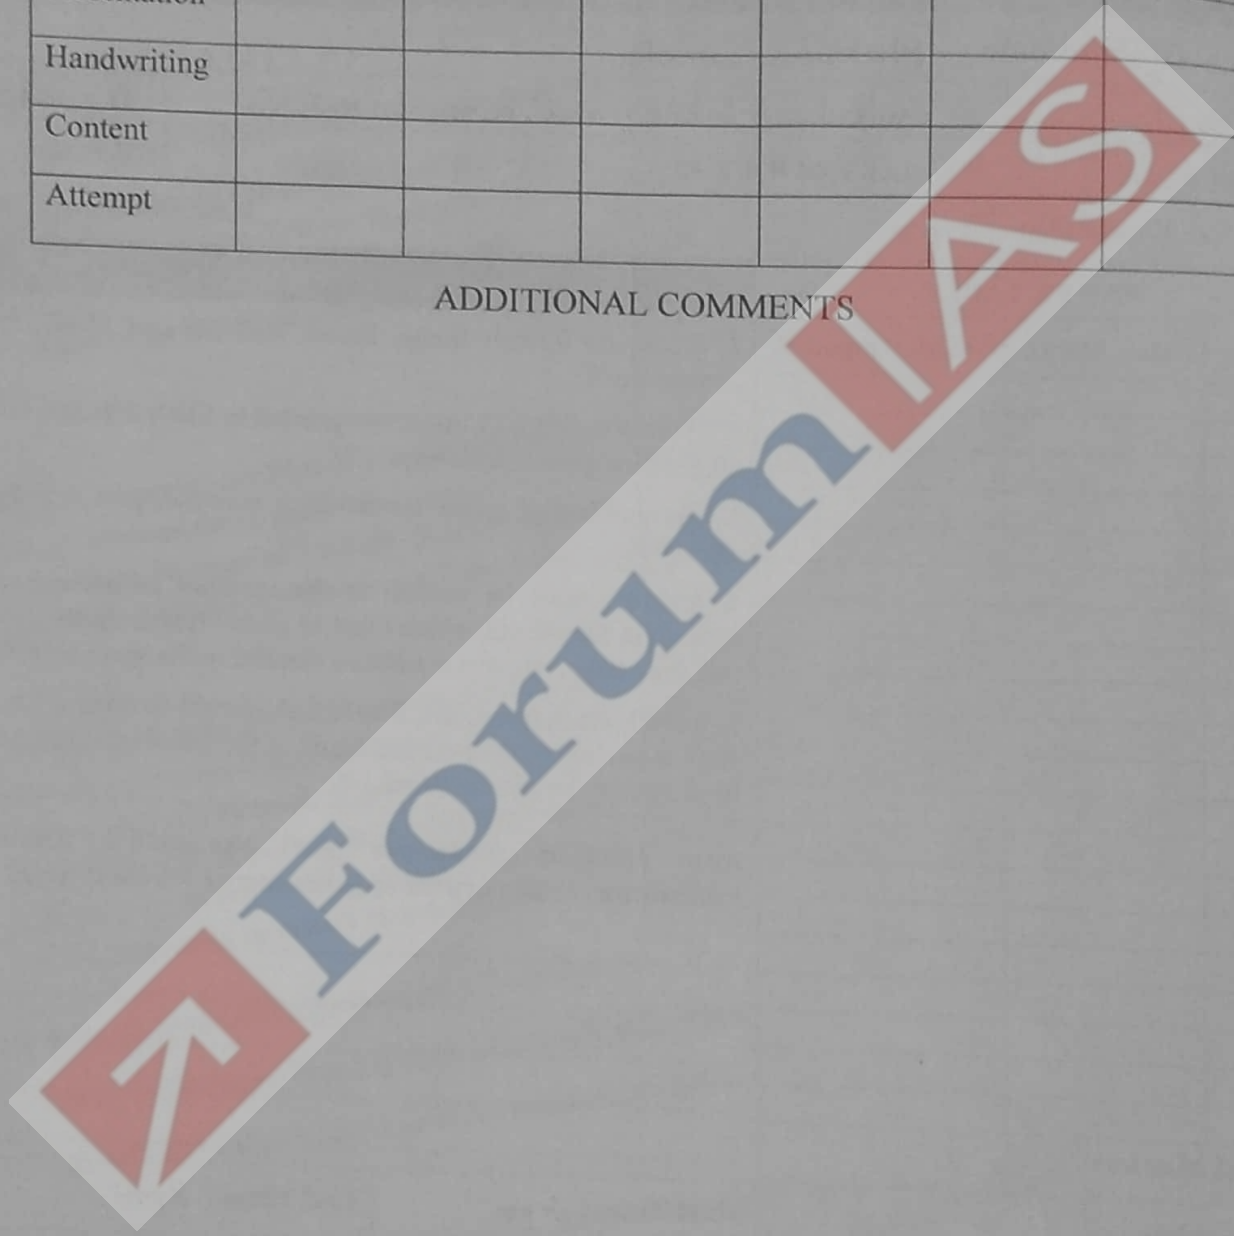 Handwriting
Content
Attempt
ADDITIONAL COMMENTS
ForumIAS